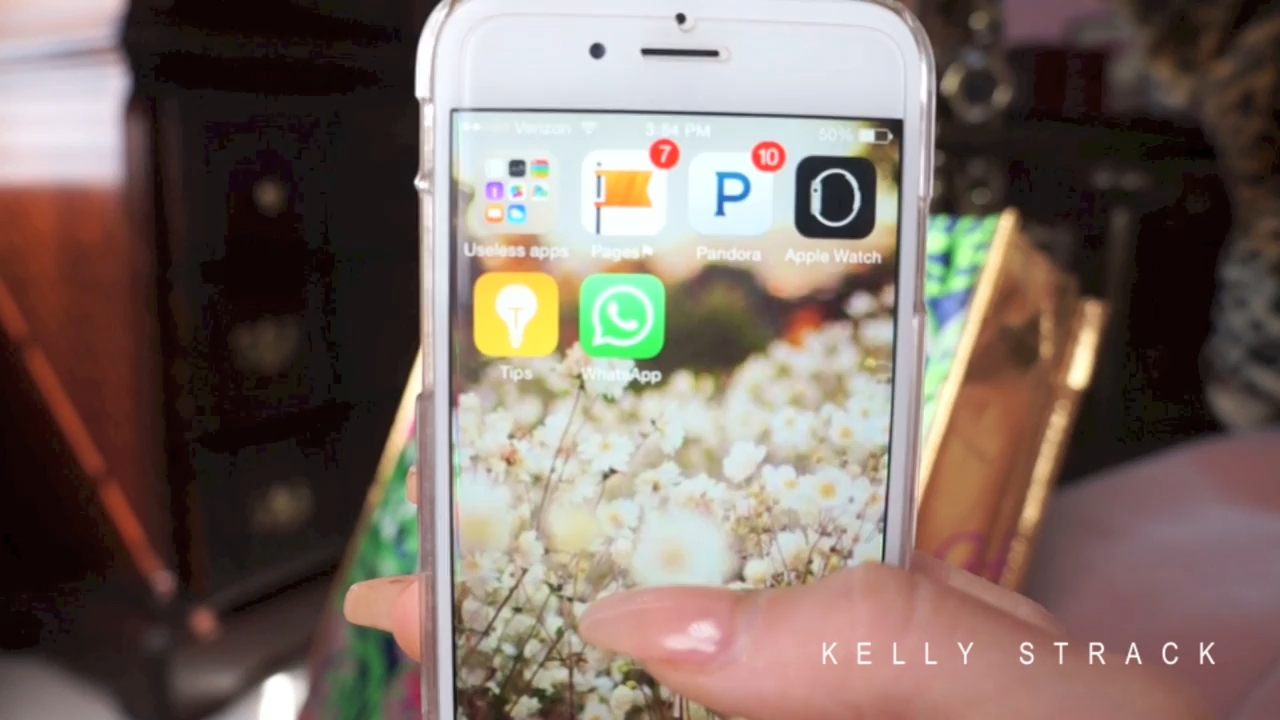 Verizon 3:54 PM 50%
7 10
P
Useless apps Pages Pandora Apple Watch
Tips WhatsApp
KELLY STRACK